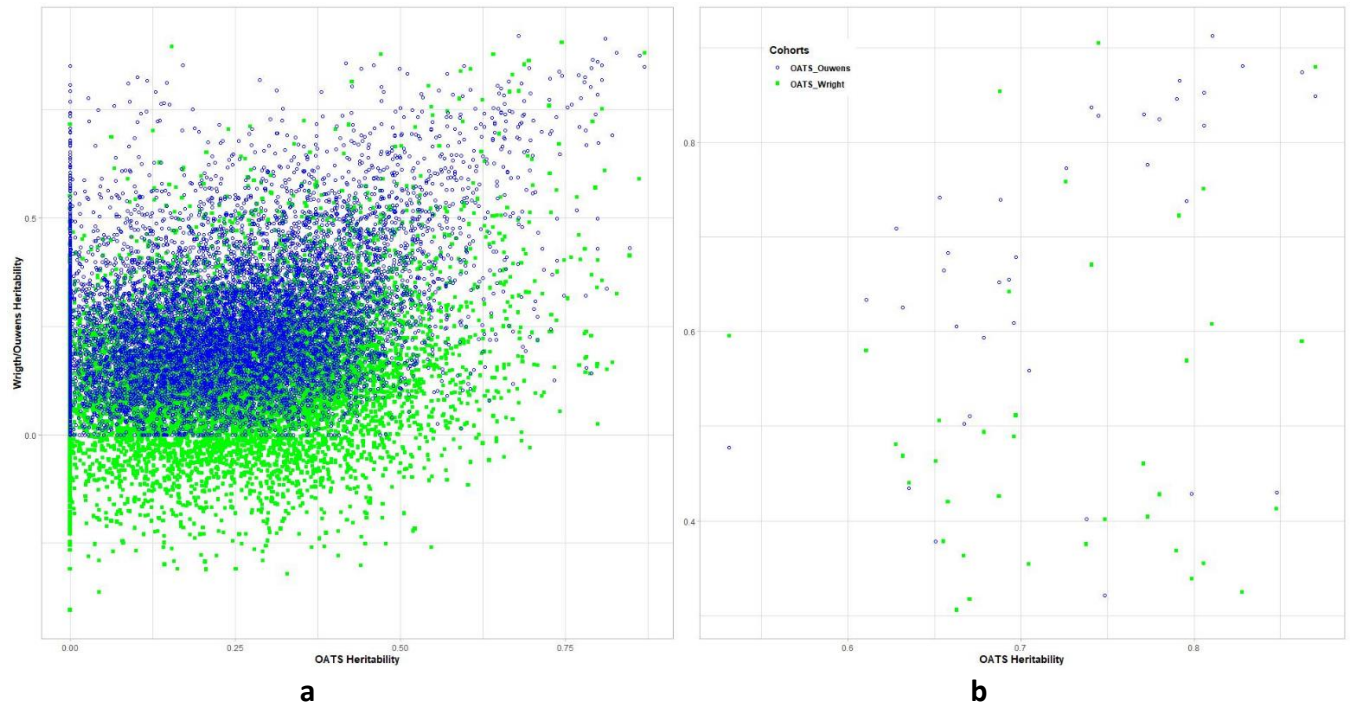 0.5
0.0
Wrigth/Ouwens Heritability
0.00
0.25
0.50
0.75
OATS Heritability
a
Cohorts
OATS_Ouwens
OATS_Wright
0.8
0.6
0.4
0.6
0.7
0.8
OATS Heritability
b